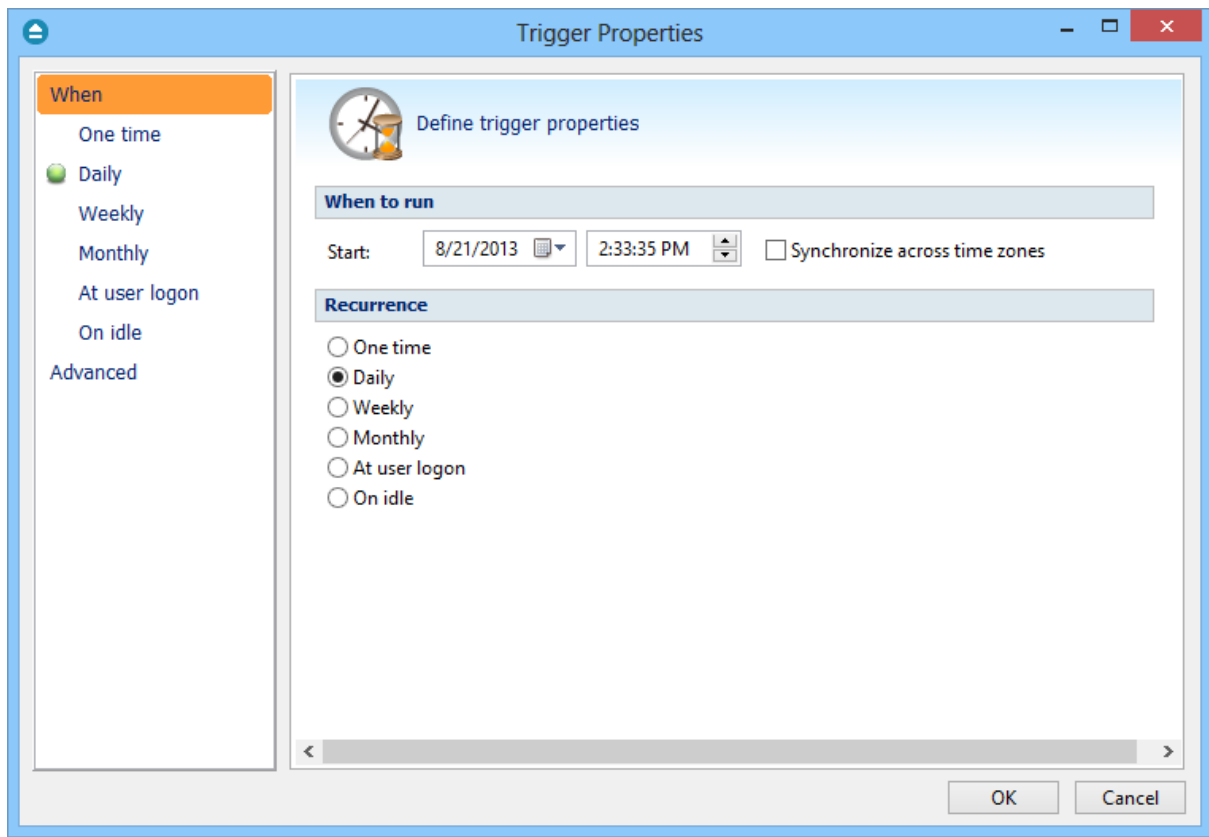 Trigger Properties
When
One time
Daily
Weekly
Monthly
At user logon
On idle
Advanced
Define trigger properties
When to run
Start: 8/21/2013 2:33:35 PM Synchronize across time zones
Recurrence
One time
Daily
Weekly
Monthly
At user logon
On idle
OK Cancel